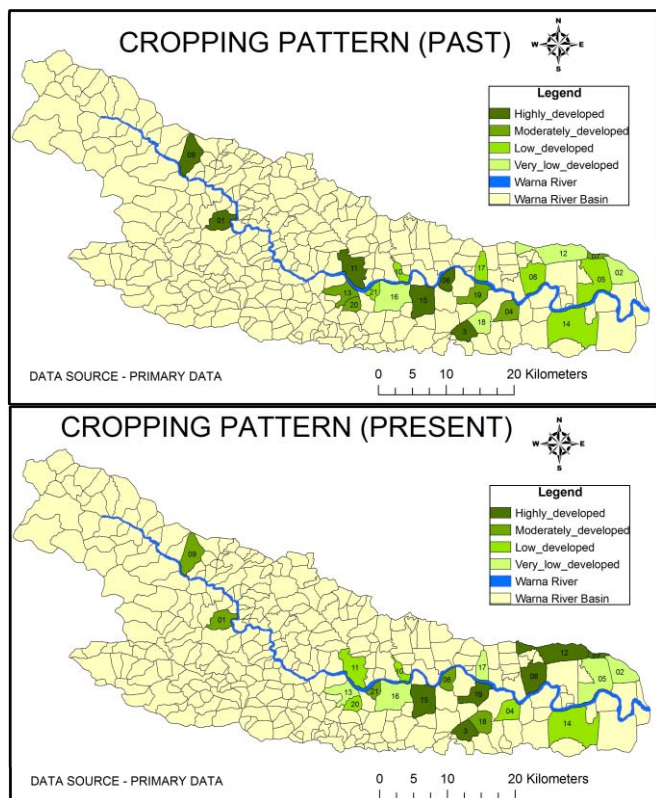 CROPPING PATTERN (PAST)
N
W E
S
Legend
Highly_developed
Moderately_developed
Low_developed
Very_low_developed
Warna River
Warna River Basin
09
01
11
10
17
12
07
13
21
16
06
08
05
02
20
15
19
04
3
18
14
DATA SOURCE - PRIMARY DATA
0 5 10 20 Kilometers
CROPPING PATTERN (PRESENT)
N
W E
S
Legend
Highly_developed
Moderately_developed
Low_developed
Very_low_developed
Warna River
Warna River Basin
09
01
11
10
17
12
07
13
21
16
06
08
05
02
20
15
19
04
3
18
14
DATA SOURCE - PRIMARY DATA
0 5 10 20 Kilometers